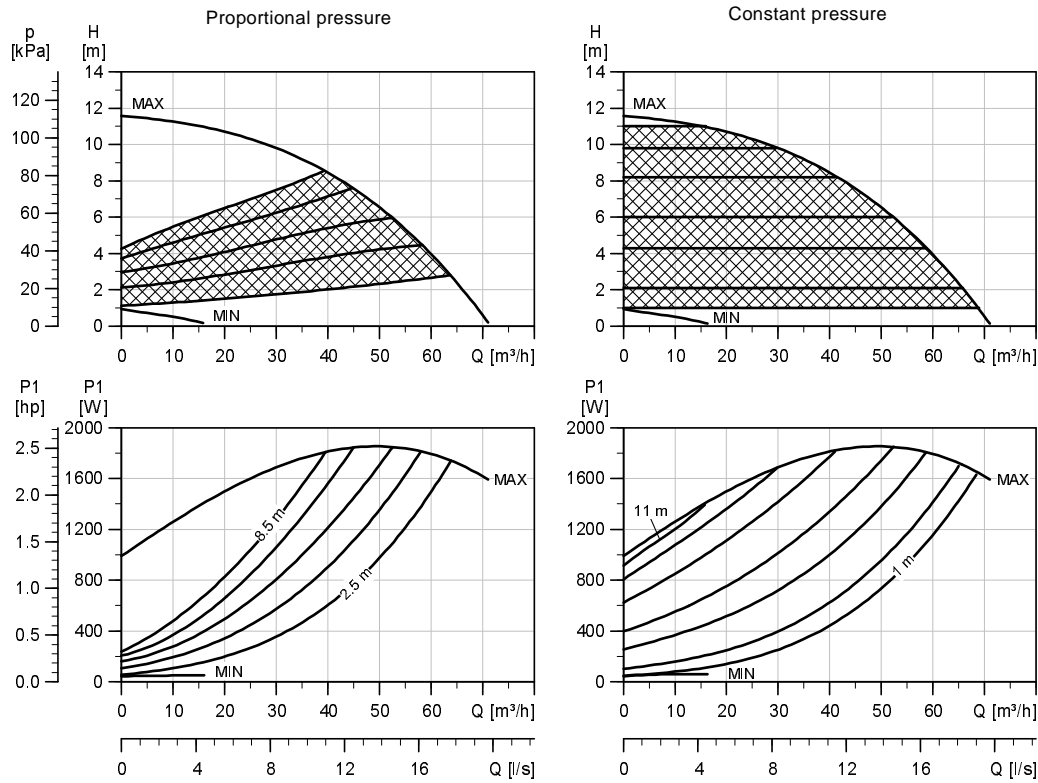 Proportional pressure
Constant pressure
p
[kPa]
H
[m]
H
[m]
14
12
10
8
6
4
2
0
120
100
80
60
40
20
0
MAX
MIN
0 10 20 30 40 50 60 Q [m³/h]
14
12
10
8
6
4
2
0
MAX
MIN
0 10 20 30 40 50 60 Q [m³/h]
P1
[hp]
P1
[W]
P1
[W]
2.5
2.0
1.5
1.0
0.5
0.0
2000
1600
1200
800
400
0
8.5 m
2.5 m
MAX
MIN
0 10 20 30 40 50 60 Q [m³/h]
2000
1600
1200
800
400
0
11 m
1 m
MAX
MIN
0 10 20 30 40 50 60 Q [m³/h]
0 4 8 12 16 Q [l/s]
0 4 8 12 16 Q [l/s]